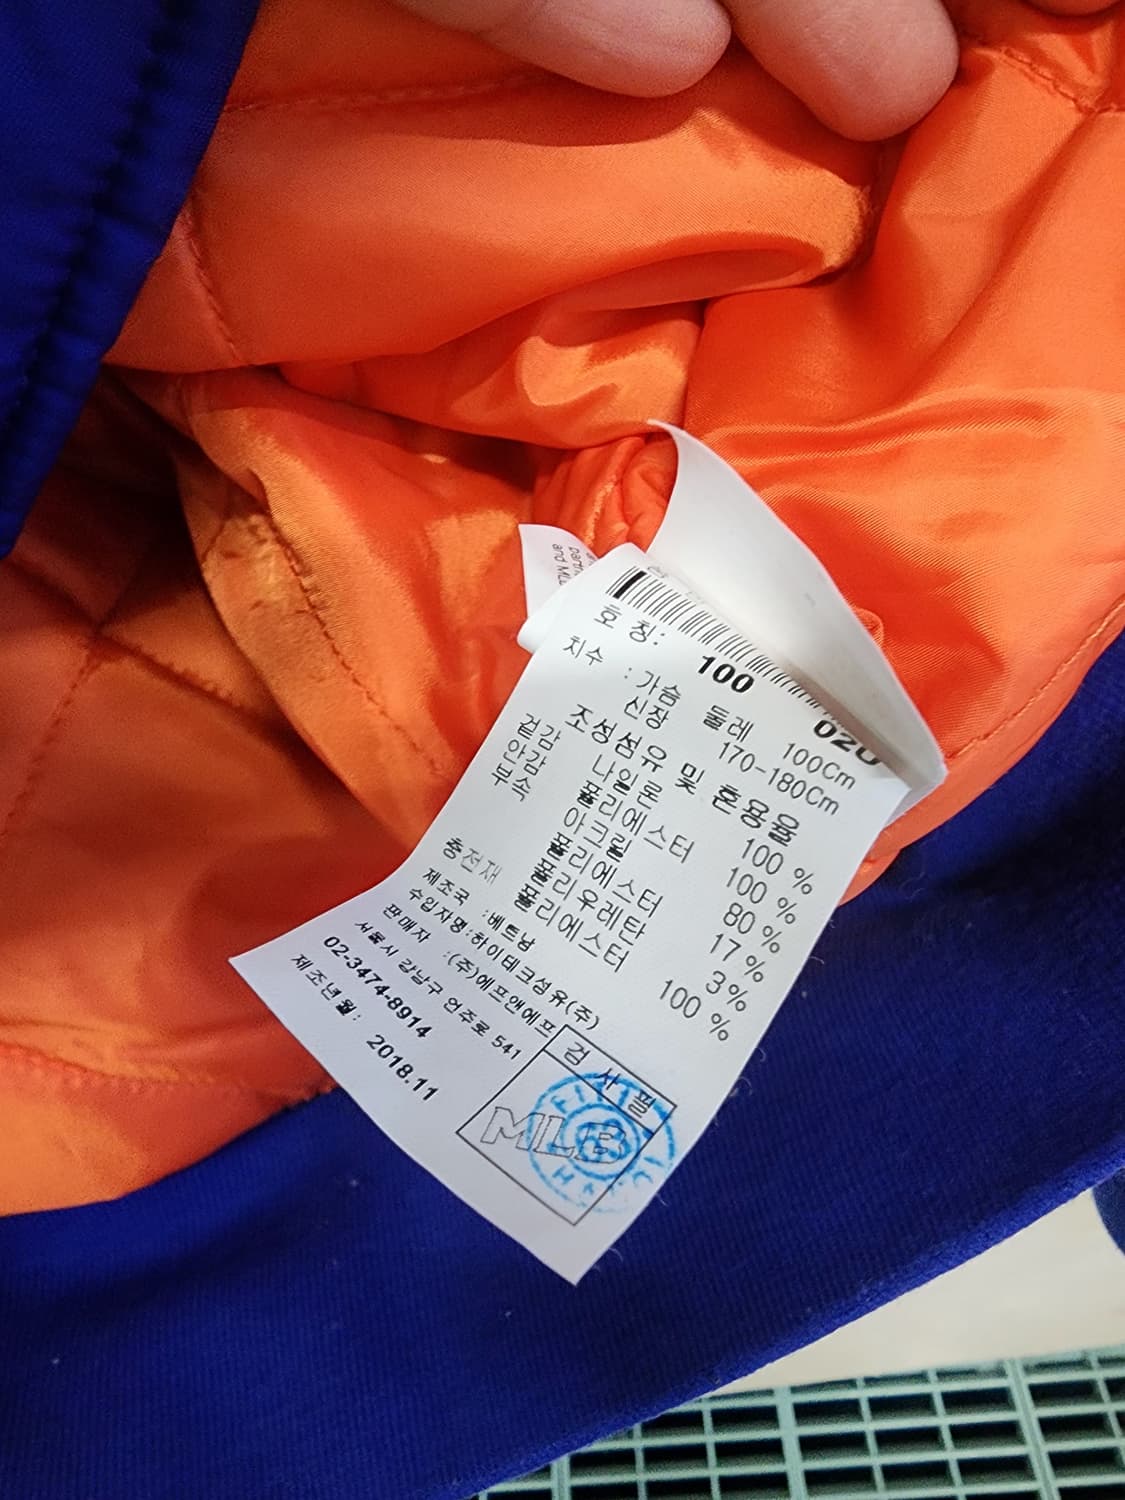 호 칭: 100 020
치수 : 가슴 둘레 100Cm
신장 170-180Cm
조성섬유 및 혼용율
겉감 나일론 100 %
안감 폴리에스터 100 %
부속 아크릴 80 %
폴리에스터 17 %
폴리우레탄 3%
충전재 폴리에스터 100 %
제조국 :베트남
수입자명:하이테크섬유(주)
판매자 :(주)에프앤에프
서울시 강남구 언주로 541
02-3474-8914
제조년월: 2018.11
검 사 필
MLB
and